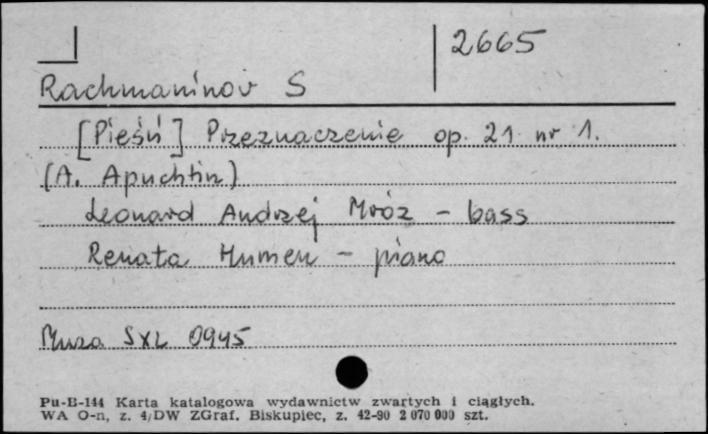 2665
Rachmaninov S
[Pieśń] Przeznaczenie op. 21 nr 1.
(A. Apuchtin)
Leonard Andrzej Mróz - bass
Renata Humen - piano
Muza SXL 0945
Pu-B-144 Karta katalogowa wydawnictw zwartych i ciągłych.
WA O-n, z. 4/DW ZGraf. Biskupiec, z. 42-90 2 070 000 szt.